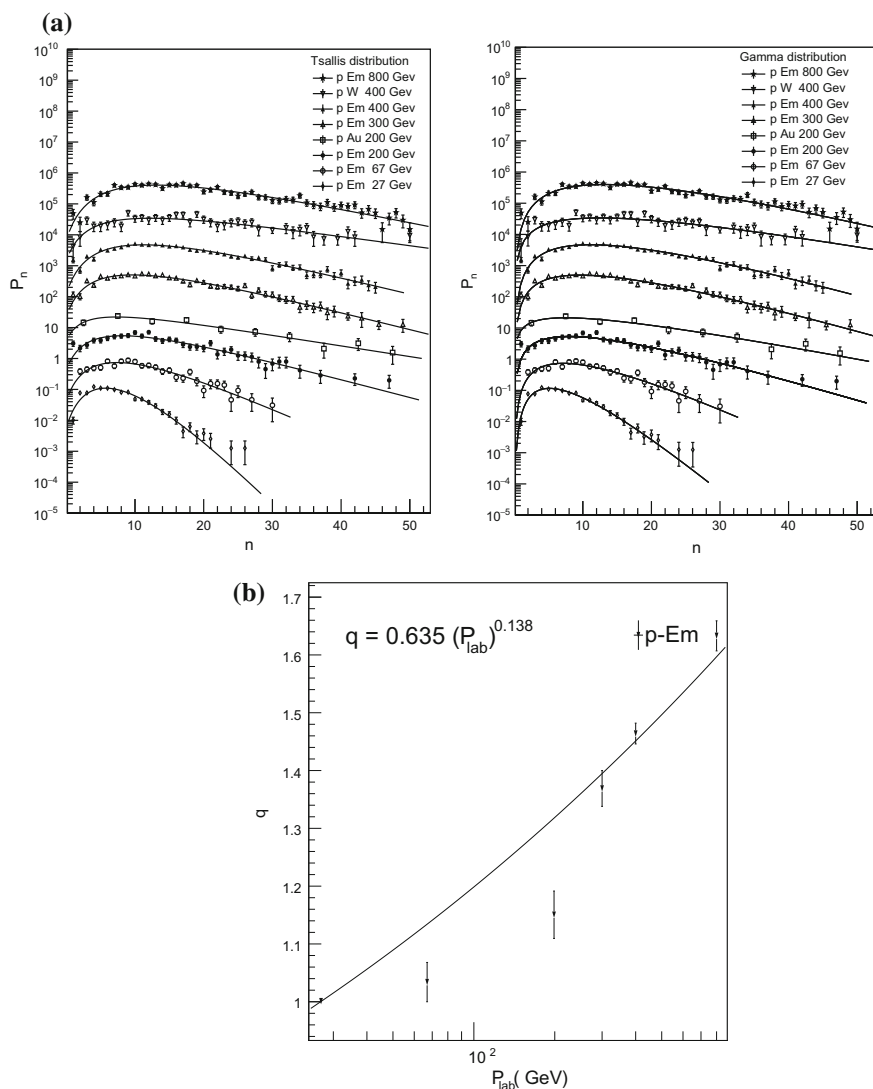 (a)
Tsallis distribution
p Em 800 Gev
p W 400 Gev
p Em 400 Gev
p Em 300 Gev
p Au 200 Gev
p Em 200 Gev
p Em 67 Gev
p Em 27 Gev
10^10
10^9
10^8
10^7
10^6
10^5
10^4
10^3
10^2
10
1
10^−1
10^−2
10^−3
10^−4
10^−5
P_n
10 20 30 40 50
n
Gamma distribution
p Em 800 Gev
p W 400 Gev
p Em 400 Gev
p Em 300 Gev
p Au 200 Gev
p Em 200 Gev
p Em 67 Gev
p Em 27 Gev
10^10
10^9
10^8
10^7
10^6
10^5
10^4
10^3
10^2
10
1
10^−1
10^−2
10^−3
10^−4
10^−5
P_n
10 20 30 40 50
n
(b)
q = 0.635 (P_lab)^0.138
p-Em
1.7
1.6
1.5
1.4
1.3
1.2
1.1
1
q
10^2
P_lab( GeV)